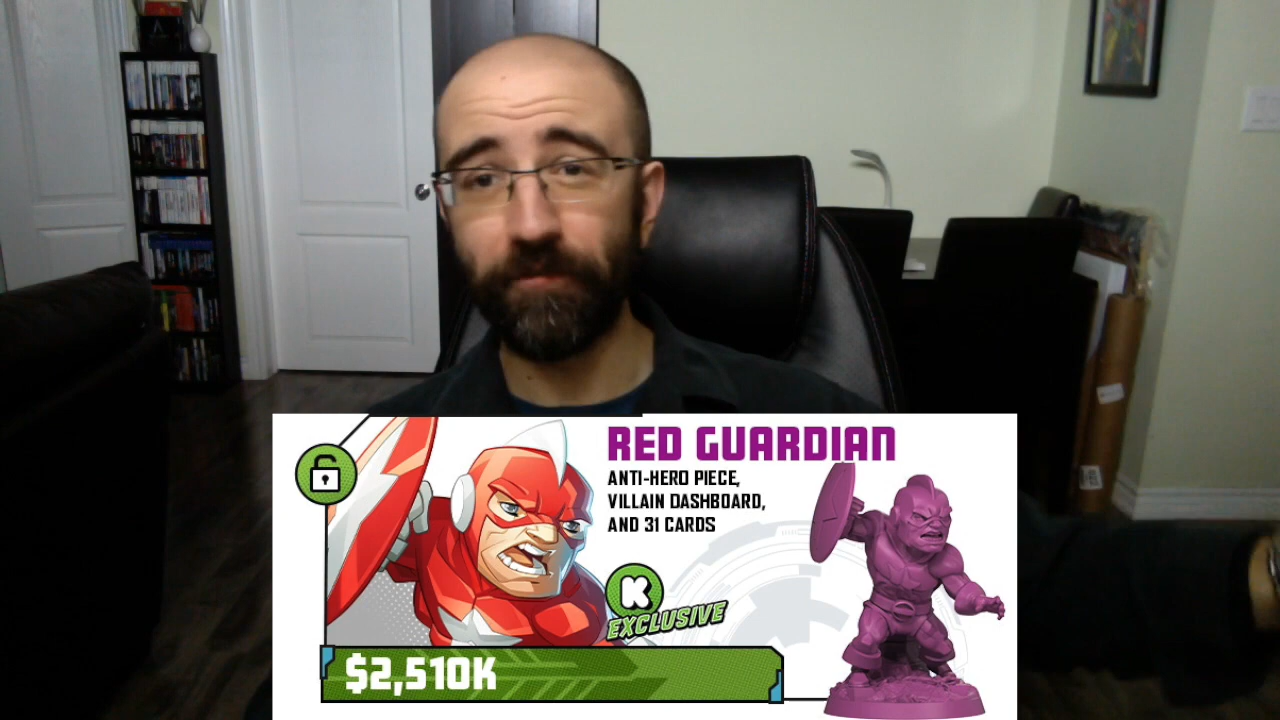 RED GUARDIAN
ANTI-HERO PIECE,
VILLAIN DASHBOARD,
AND 31 CARDS
K
EXCLUSIVE
$2,510K